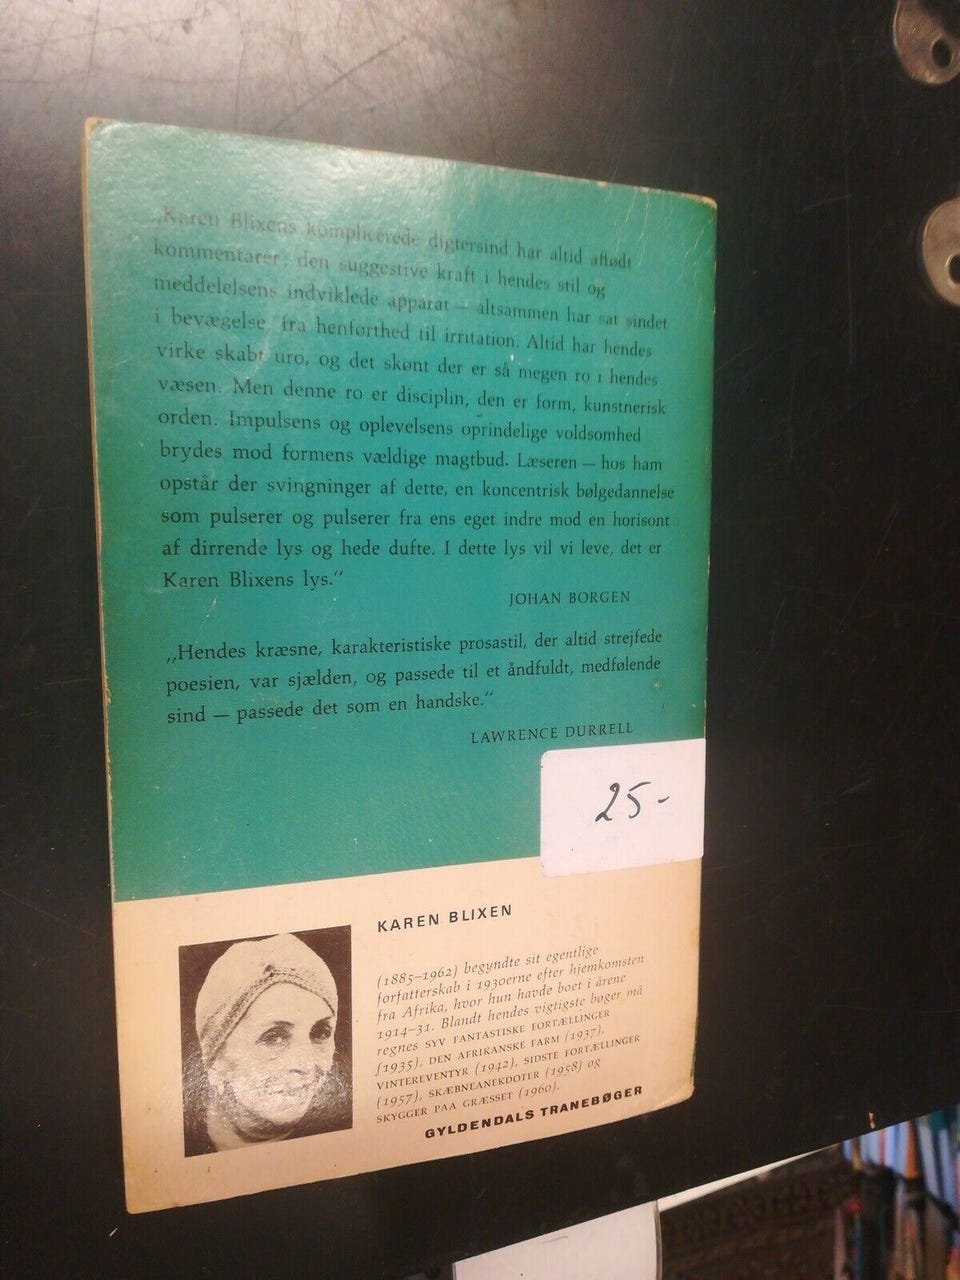 „Karen Blixens komplicerede digtersind har altid affødt
kommentarer, den suggestive kraft i hendes stil og
meddelelsens indviklede apparat — altsammen har sat sindet
i bevægelse, fra henførthed til irritation. Altid har hendes
virke skabt uro, og det skønt der er så megen ro i hendes
væsen. Men denne ro er disciplin, den er form, kunstnerisk
orden. Impulsens og oplevelsens oprindelige voldsomhed
brydes mod formens vældige magtbud. Læseren — hos ham
opstår der svingninger af dette, en koncentrisk bølgedannelse
som pulserer og pulserer fra ens eget indre mod en horisont
af dirrende lys og hede dufte. I dette lys vil vi leve, det er
Karen Blixens lys.“
JOHAN BORGEN
„Hendes kræsne, karakteristiske prosastil, der altid strejfede
poesien, var sjælden, og passede til et åndfuldt, medfølende
sind — passede det som en handske.“
LAWRENCE DURRELL
25-
KAREN BLIXEN
(1885–1962) begyndte sit egentlige
forfatterskab i 1930erne efter hjemkomsten
fra Afrika, hvor hun havde boet i årene
1914–31. Blandt hendes vigtigste bøger må
regnes SYV FANTASTISKE FORTÆLLINGER
(1935), DEN AFRIKANSKE FARM (1937),
VINTEREVENTYR (1942), SIDSTE FORTÆLLINGER
(1957), SKÆBNEANEKDOTER (1958) og
SKYGGER PAA GRÆSSET (1960).
GYLDENDALS TRANEBØGER